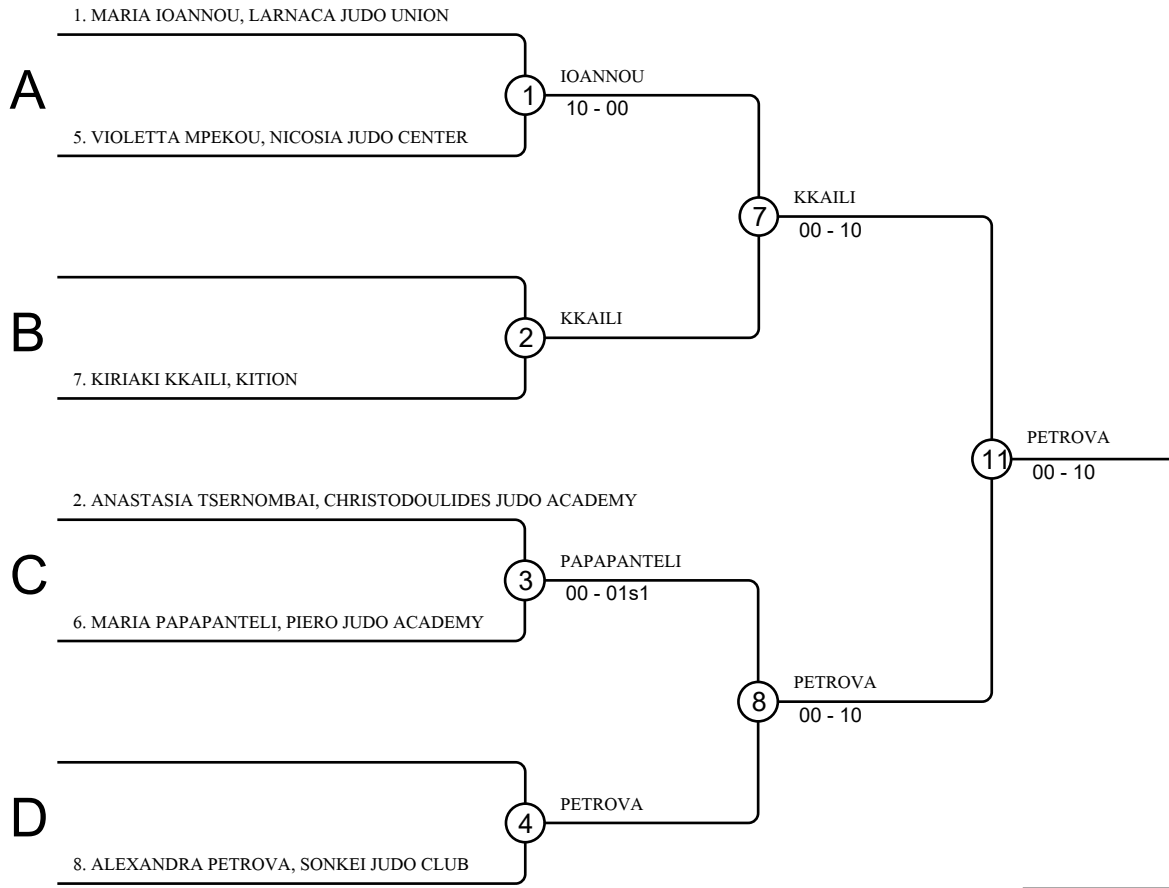 1. MARIA IOANNOU, LARNACA JUDO UNION
A
1
IOANNOU
10 - 00
5. VIOLETTA MPEKOU, NICOSIA JUDO CENTER
7
KKAILI
00 - 10
B
2
KKAILI
7. KIRIAKI KKAILI, KITION
11
PETROVA
00 - 10
2. ANASTASIA TSERNOMBAI, CHRISTODOULIDES JUDO ACADEMY
C
3
PAPAPANTELI
00 - 01s1
6. MARIA PAPAPANTELI, PIERO JUDO ACADEMY
8
PETROVA
00 - 10
D
4
PETROVA
8. ALEXANDRA PETROVA, SONKEI JUDO CLUB